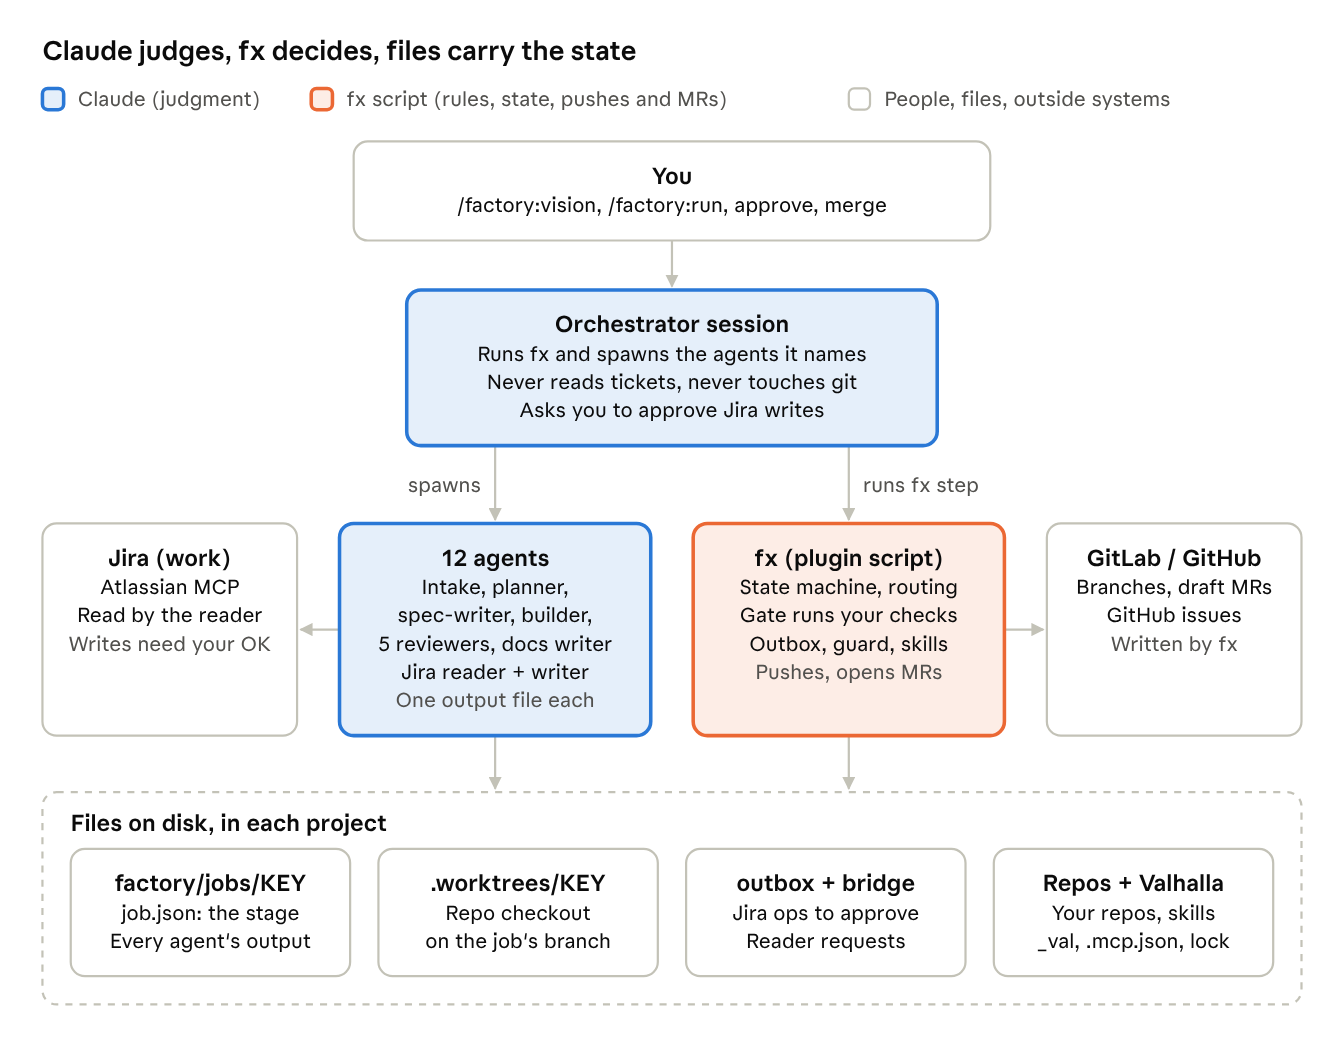 Claude judges, fx decides, files carry the state
Claude (judgment)
fx script (rules, state, pushes and MRs)
People, files, outside systems
You
/factory:vision, /factory:run, approve, merge
Orchestrator session
Runs fx and spawns the agents it names
Never reads tickets, never touches git
Asks you to approve Jira writes
spawns
runs fx step
Jira (work)
Atlassian MCP
Read by the reader
Writes need your OK
12 agents
Intake, planner,
spec-writer, builder,
5 reviewers, docs writer
Jira reader + writer
One output file each
fx (plugin script)
State machine, routing
Gate runs your checks
Outbox, guard, skills
Pushes, opens MRs
GitLab / GitHub
Branches, draft MRs
GitHub issues
Written by fx
Files on disk, in each project
factory/jobs/KEY
job.json: the stage
Every agent's output
.worktrees/KEY
Repo checkout
on the job's branch
outbox + bridge
Jira ops to approve
Reader requests
Repos + Valhalla
Your repos, skills
_val, .mcp.json, lock